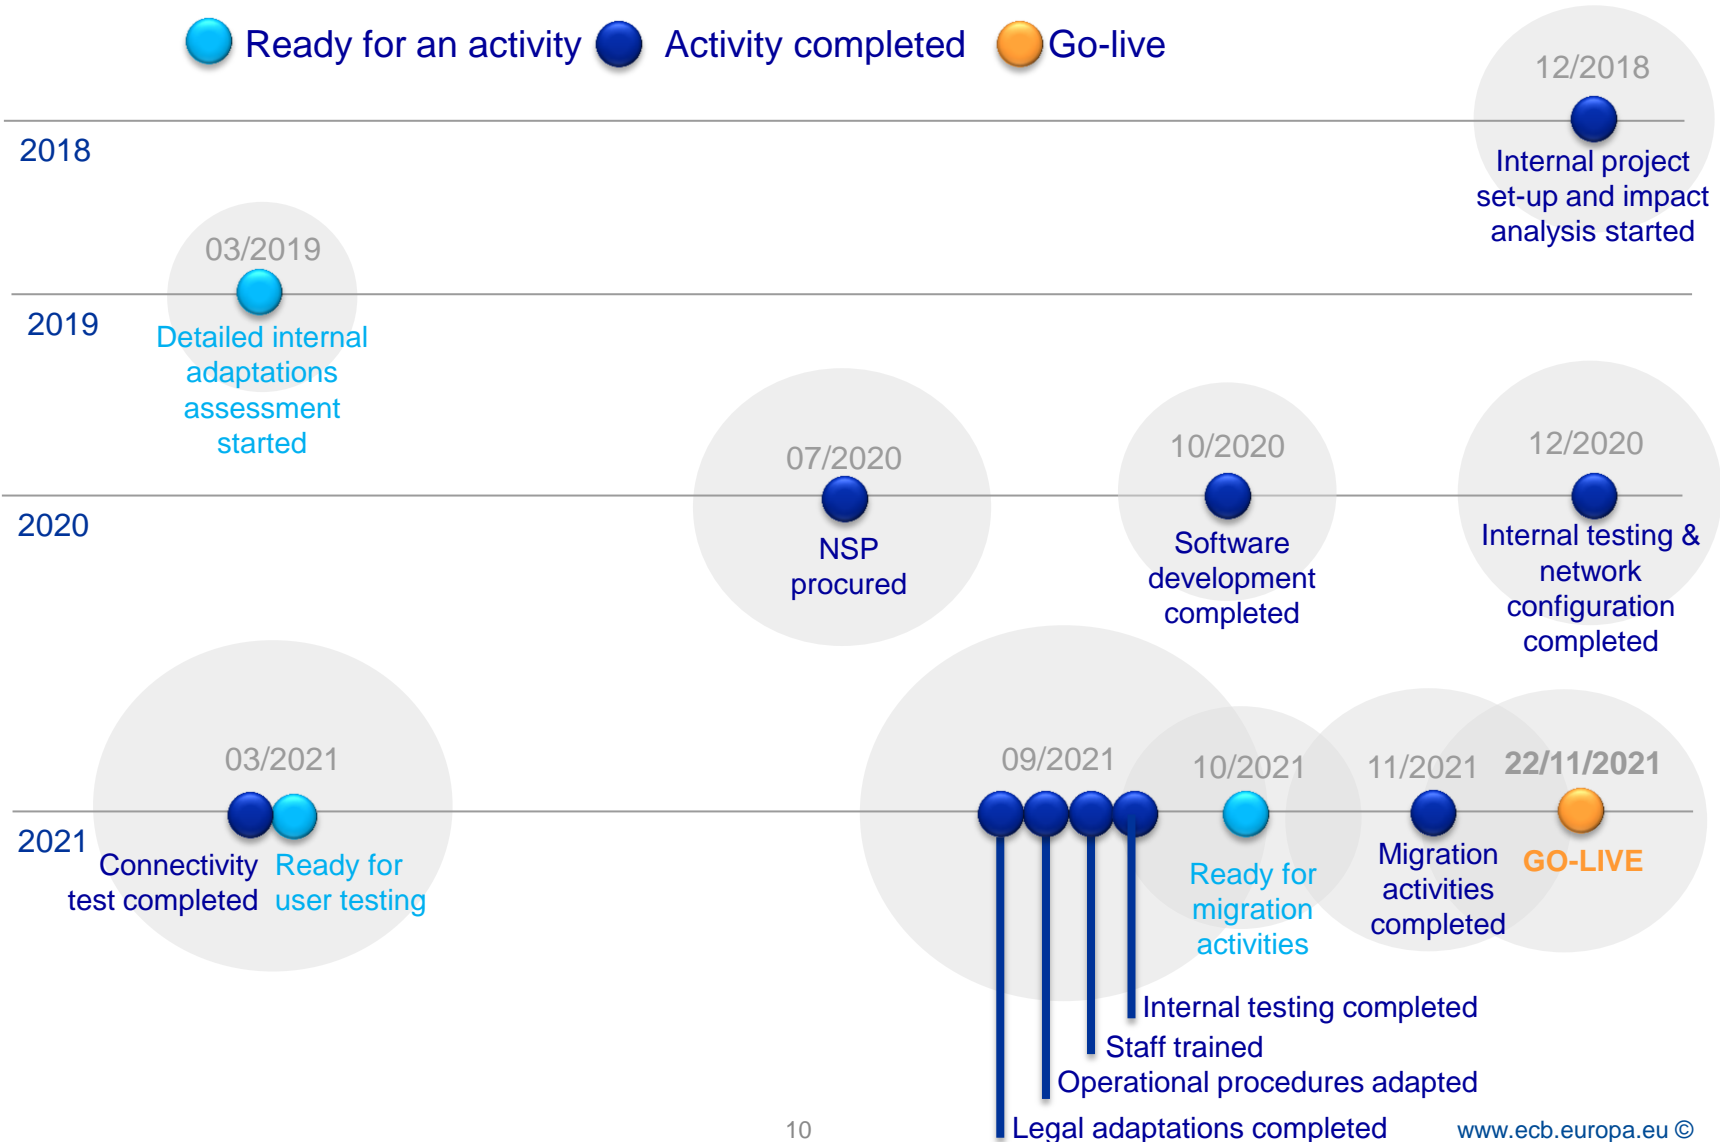 Ready for an activity
Activity completed
Go-live
12/2018
2018
Internal project
set-up and impact
analysis started
03/2019
2019
Detailed internal
adaptations
assessment
started
07/2020
10/2020
12/2020
2020
NSP
procured
Software
development
completed
Internal testing &
network
configuration
completed
03/2021
09/2021
10/2021
11/2021
22/11/2021
2021
Connectivity
test completed
Ready for
user testing
Ready for
migration
activities
Migration
activities
completed
GO-LIVE
Internal testing completed
Staff trained
Operational procedures adapted
Legal adaptations completed
10
www.ecb.europa.eu ©